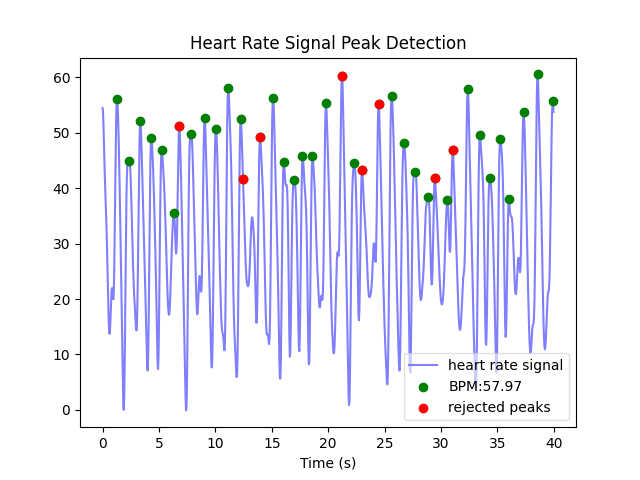 Heart Rate Signal Peak Detection
60
50
40
30
20
10
0
heart rate signal
BPM:57.97
rejected peaks
0 5 10 15 20 25 30 35 40
Time (s)